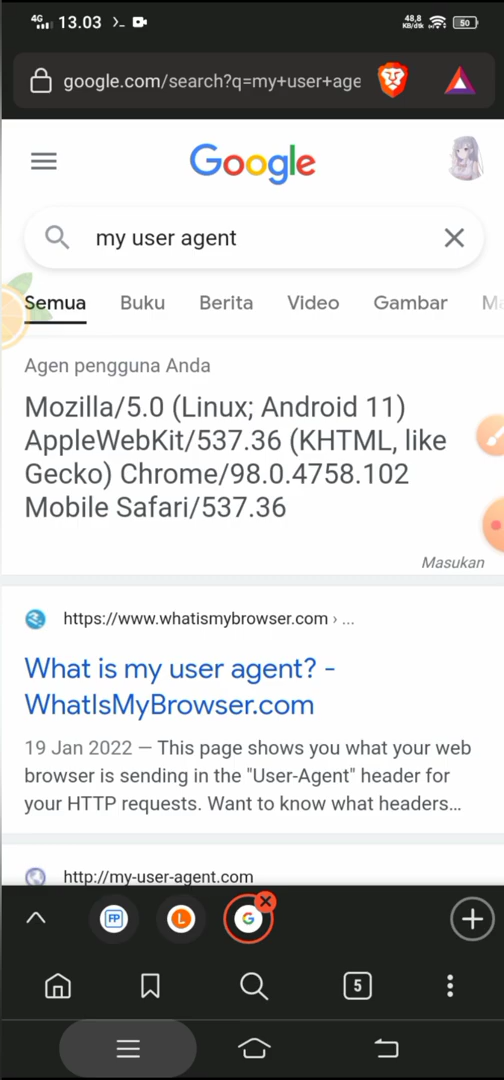 4G 13.03 48,8 KB/dtk 50
google.com/search?q=my+user+age
Google
my user agent
Semua Buku Berita Video Gambar
Agen pengguna Anda
Mozilla/5.0 (Linux; Android 11)
AppleWebKit/537.36 (KHTML, like
Gecko) Chrome/98.0.4758.102
Mobile Safari/537.36
Masukan
https://www.whatismybrowser.com › ...
What is my user agent? -
WhatIsMyBrowser.com
19 Jan 2022 — This page shows you what your web
browser is sending in the "User-Agent" header for
your HTTP requests. Want to know what headers...
http://my-user-agent.com
FP L G
5